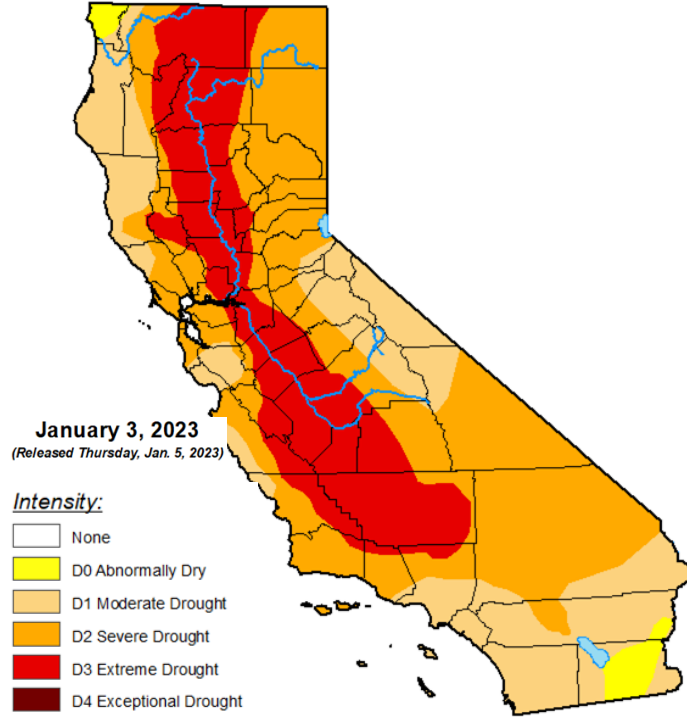 January 3, 2023
(Released Thursday, Jan. 5, 2023)
Intensity:
None
D0 Abnormally Dry
D1 Moderate Drought
D2 Severe Drought
D3 Extreme Drought
D4 Exceptional Drought